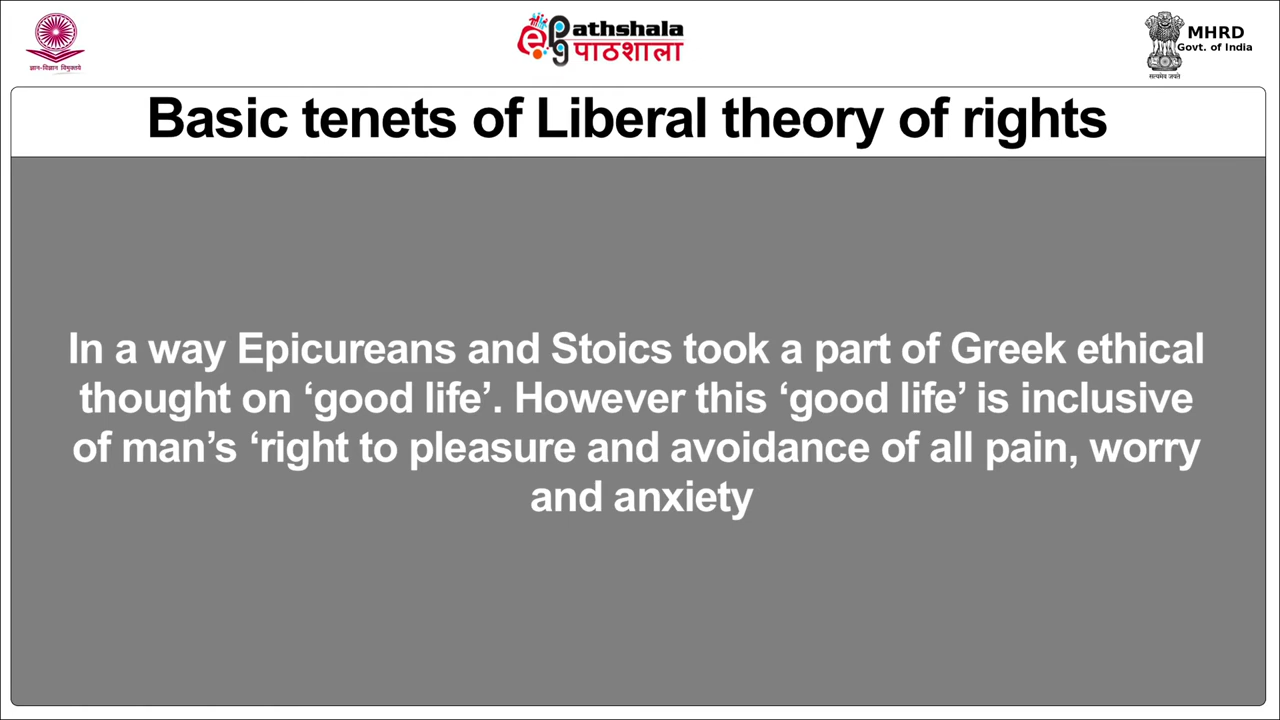 ज्ञान-विज्ञान विमुक्तये
ePg Pathshala
पाठशाला
सत्यमेव जयते
MHRD
Govt. of India
Basic tenets of Liberal theory of rights
In a way Epicureans and Stoics took a part of Greek ethical
thought on ‘good life’. However this ‘good life’ is inclusive
of man’s ‘right to pleasure and avoidance of all pain, worry
and anxiety